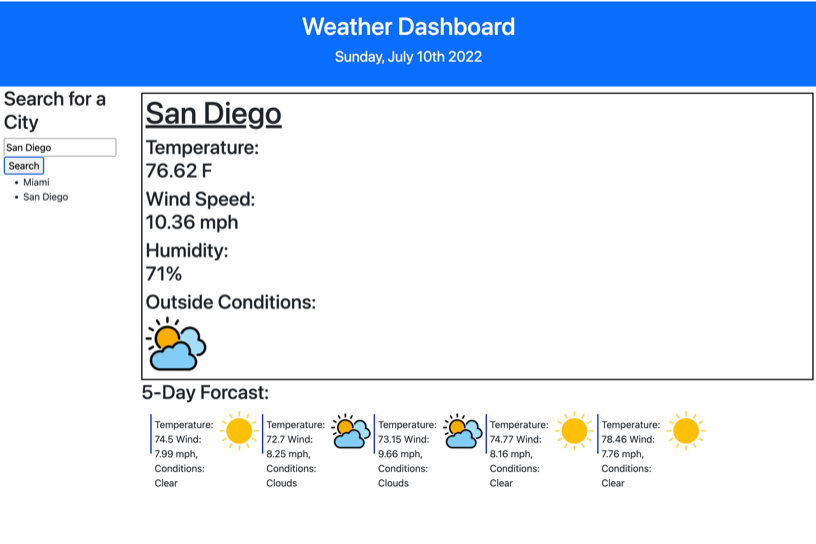 Weather Dashboard
Sunday, July 10th 2022
Search for a
City
San Diego
Search
• Miami
• San Diego
San Diego
Temperature:
76.62 F
Wind Speed:
10.36 mph
Humidity:
71%
Outside Conditions:
5-Day Forcast:
Temperature:
74.5 Wind:
7.99 mph,
Conditions:
Clear
Temperature:
72.7 Wind:
8.25 mph,
Conditions:
Clouds
Temperature:
73.15 Wind:
9.66 mph,
Conditions:
Clouds
Temperature:
74.77 Wind:
8.16 mph,
Conditions:
Clear
Temperature:
78.46 Wind:
7.76 mph,
Conditions:
Clear